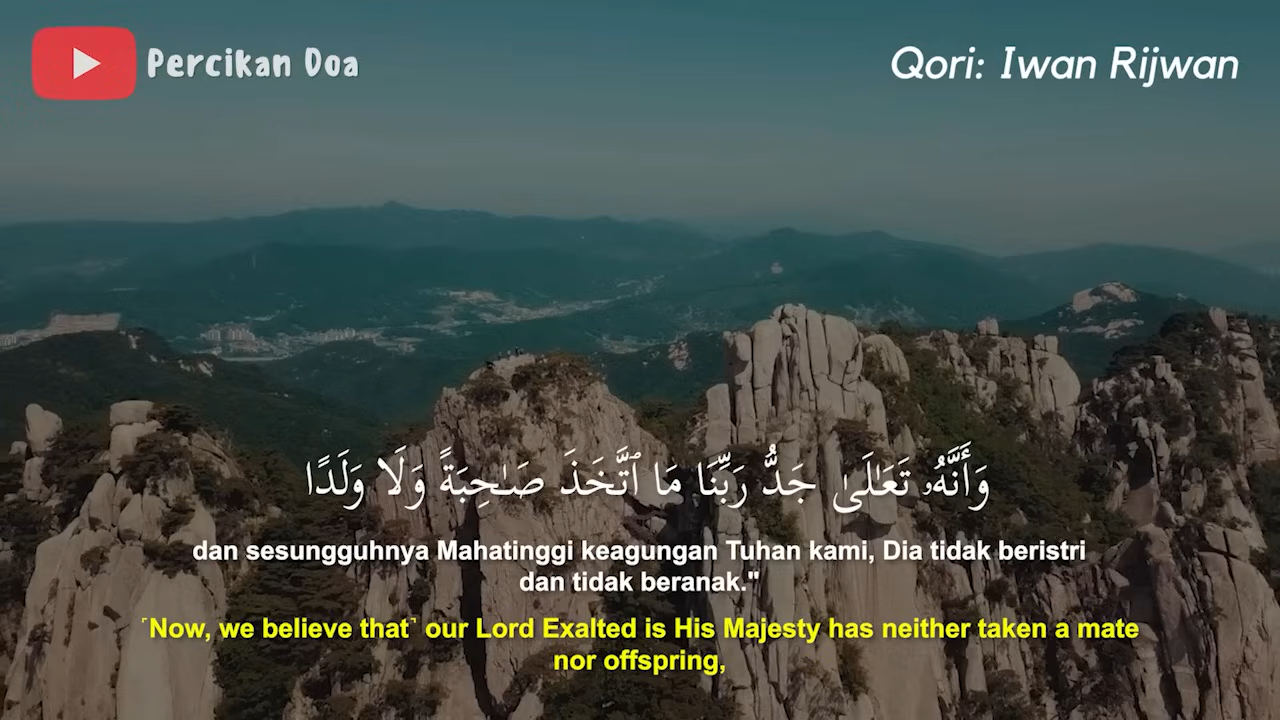 Percikan Doa
Qori: Iwan Rijwan
وَأَنَّهُۥ تَعَـٰلَىٰ جَدُّ رَبِّنَا مَا ٱتَّخَذَ صَـٰحِبَةً وَلَا وَلَدًا
dan sesungguhnya Mahatinggi keagungan Tuhan kami, Dia tidak beristri
dan tidak beranak."
˹Now, we believe that˺ our Lord Exalted is His Majesty has neither taken a mate
nor offspring,